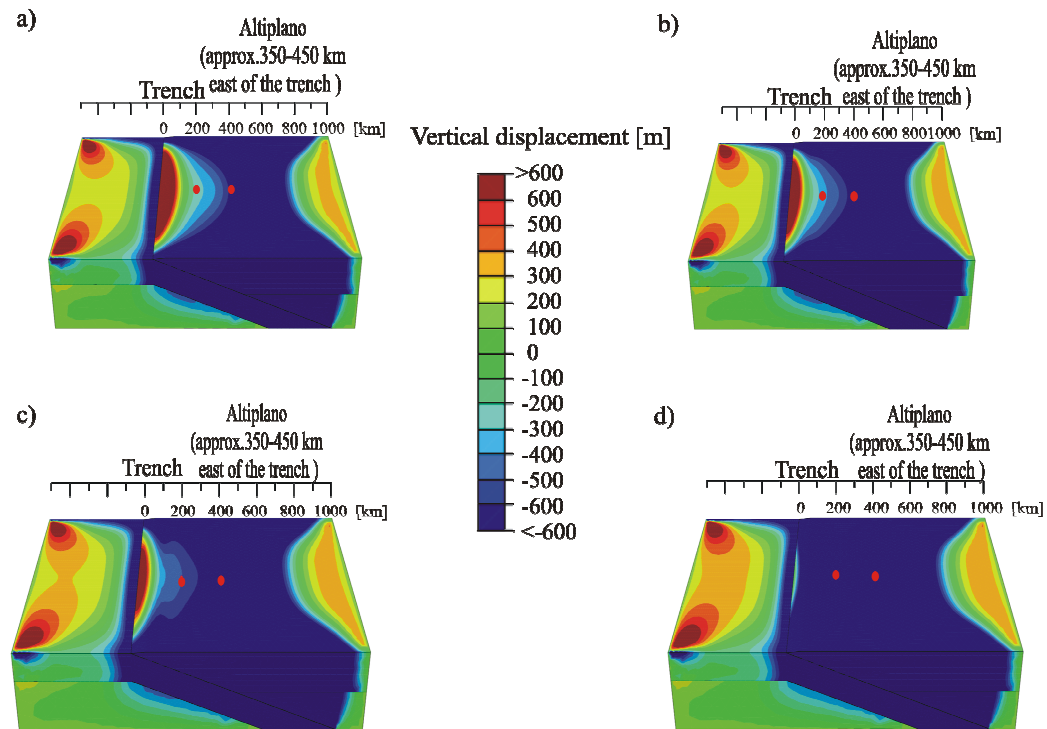 a)
Altiplano
(approx.350-450 km
east of the trench )
Trench
0 200 400 600 800 1000 [km]
b)
Altiplano
(approx.350-450 km
east of the trench )
Trench
0 200 400 600 8001000 [km]
Vertical displacement [m]
>600
600
500
400
300
200
100
0
-100
-200
-300
-400
-500
-600
<-600
c)
Altiplano
(approx.350-450 km
east of the trench )
Trench
0 200 400 600 800 1000 [km]
d)
Altiplano
(approx.350-450 km
east of the trench )
Trench
0 200 400 600 800 1000 [km]